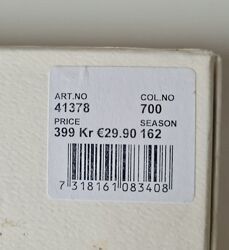 ART.NO COL.NO
41378 700
PRICE SEASON
399 Kr €29.90 162
7 318161 083408